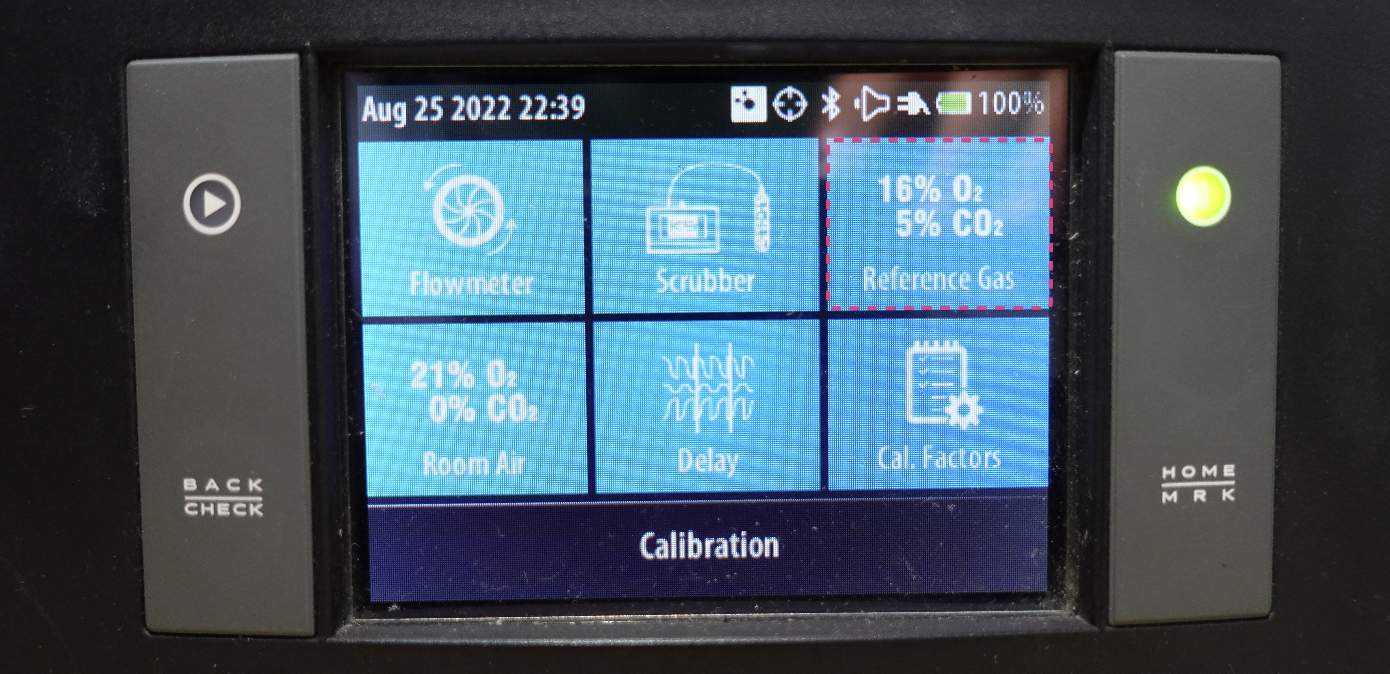 Aug 25 2022 22:39
100%
16% O₂
5% CO₂
Flowmeter
Scrubber
Reference Gas
21% O₂
0% CO₂
Room Air
Delay
Cal. Factors
Calibration
BACK
CHECK
HOME
MRK